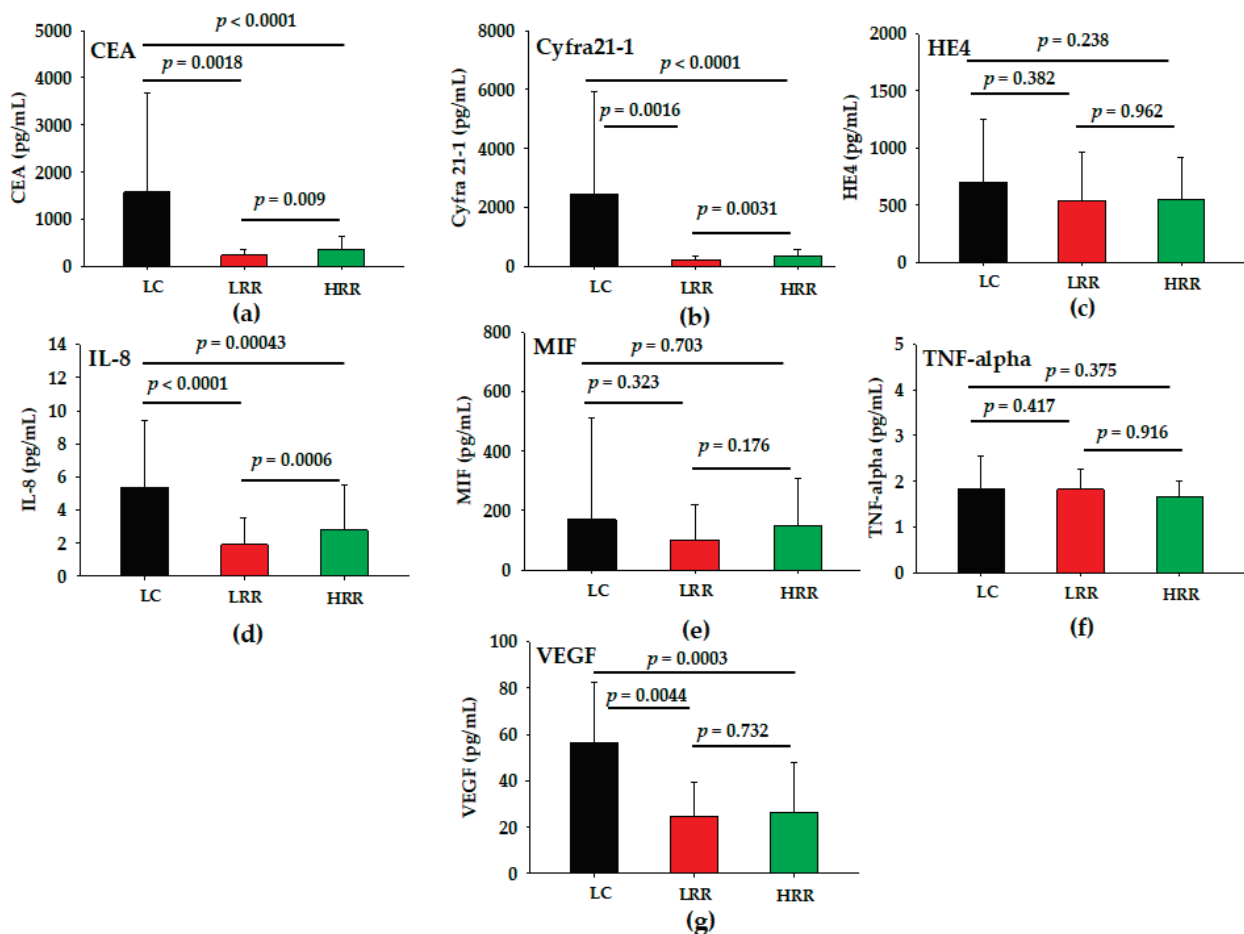 CEA
p < 0.0001
p = 0.0018
p = 0.009
CEA (pg/mL)
5000
4000
3000
2000
1000
0
LC LRR HRR
(a)
Cyfra21-1
p < 0.0001
p = 0.0016
p = 0.0031
Cyfra 21-1 (pg/mL)
8000
6000
4000
2000
0
LC LRR HRR
(b)
HE4
p = 0.238
p = 0.382
p = 0.962
HE4 (pg/mL)
2000
1500
1000
500
0
LC LRR HRR
(c)
IL-8
p = 0.00043
p < 0.0001
p = 0.0006
IL-8 (pg/mL)
14
12
10
8
6
4
2
0
LC LRR HRR
(d)
MIF
p = 0.703
p = 0.323
p = 0.176
MIF (pg/mL)
800
600
400
200
0
LC LRR HRR
(e)
TNF-alpha
p = 0.375
p = 0.417
p = 0.916
TNF-alpha (pg/mL)
5
4
3
2
1
0
LC LRR HRR
(f)
VEGF
p = 0.0003
p = 0.0044
p = 0.732
VEGF (pg/mL)
100
80
60
40
20
0
LC LRR HRR
(g)